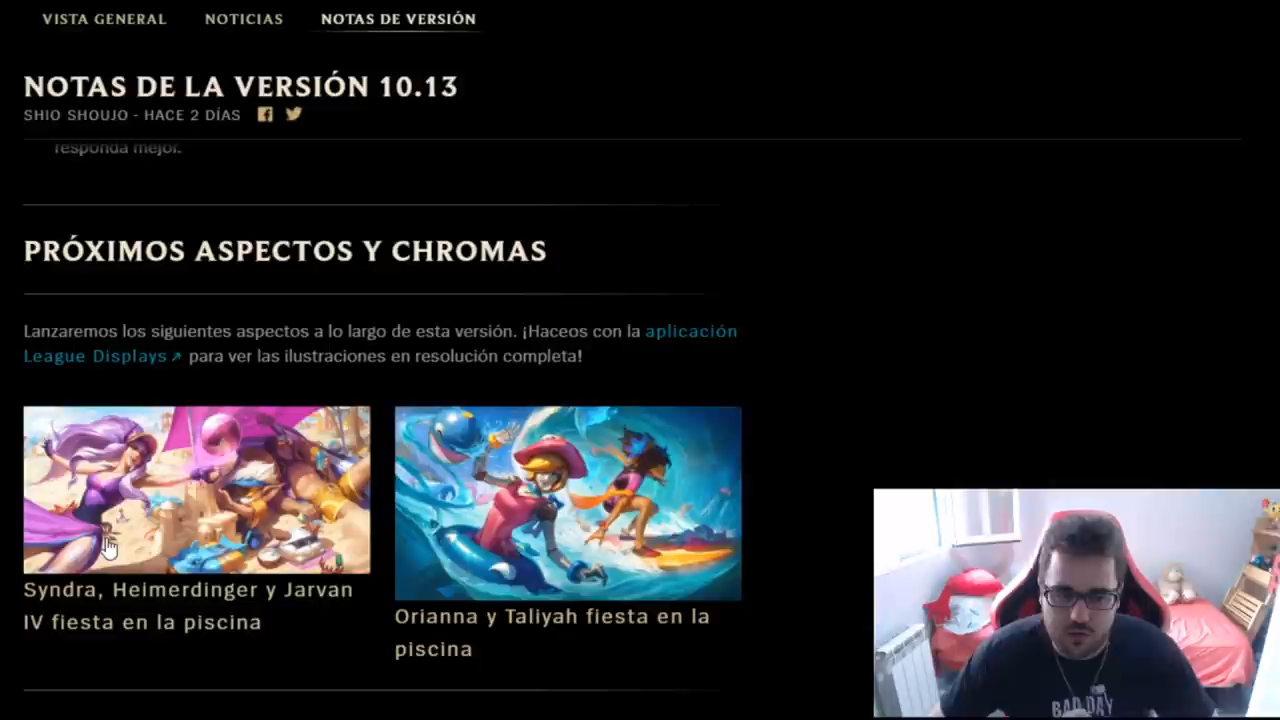 VISTA GENERAL NOTICIAS NOTAS DE VERSIÓN
NOTAS DE LA VERSIÓN 10.13
SHIO SHOUJO - HACE 2 DÍAS
responda mejor.
PRÓXIMOS ASPECTOS Y CHROMAS
Lanzaremos los siguientes aspectos a lo largo de esta versión. ¡Haceos con la aplicación
League Displays↗ para ver las ilustraciones en resolución completa!
Syndra, Heimerdinger y Jarvan
IV fiesta en la piscina
Orianna y Taliyah fiesta en la
piscina
BAD DAY